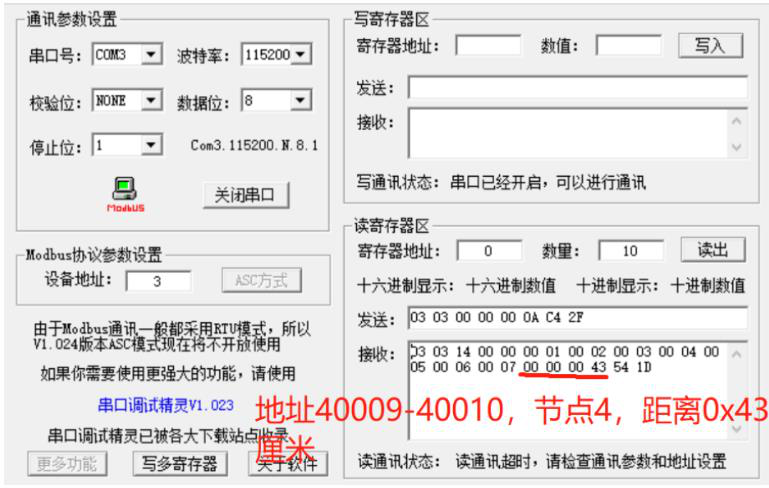 通讯参数设置
串口号: COM3 波特率: 115200
校验位: NONE 数据位: 8
停止位: 1 Com3.115200.N.8.1
ModbUS 关闭串口
Modbus协议参数设置
设备地址: 3 ASC方式
由于Modbus通讯一般都采用RTU模式，所以
V1.024版本ASC模式现在将不开放使用
如果你需要使用更强大的功能，请使用
串口调试精灵V1.023
串口调试精灵已被各大下载站点收录
更多功能 写多寄存器 关于软件
写寄存器区
寄存器地址: 数值: 写入
发送:
接收:
写通讯状态: 串口已经开启，可以进行通讯
读寄存器区
寄存器地址: 0 数量: 10 读出
十六进制显示: 十六进制数值 十进制显示: 十进制数值
发送: 03 03 00 00 00 0A C4 2F
接收: 03 03 14 00 00 00 01 00 02 00 03 00 04 00
05 00 06 00 07 00 00 00 43 54 1D
地址40009-40010，节点4，距离0x43
厘米
读通讯状态: 读通讯超时，请检查通讯参数和地址设置